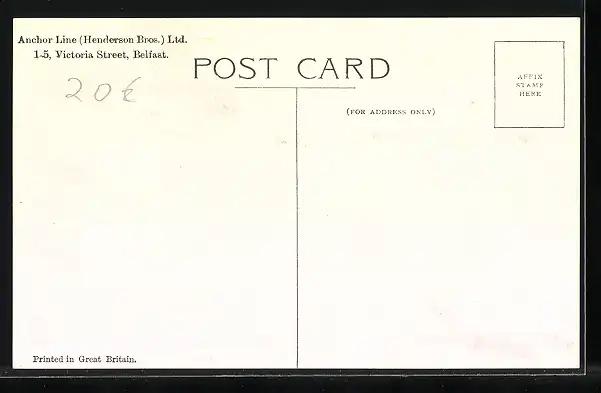 Anchor Line (Henderson Bros.) Ltd.
1-5, Victoria Street, Belfast.
20€
POST CARD
(FOR ADDRESS ONLY)
AFFIX
STAMP
HERE
Printed in Great Britain.